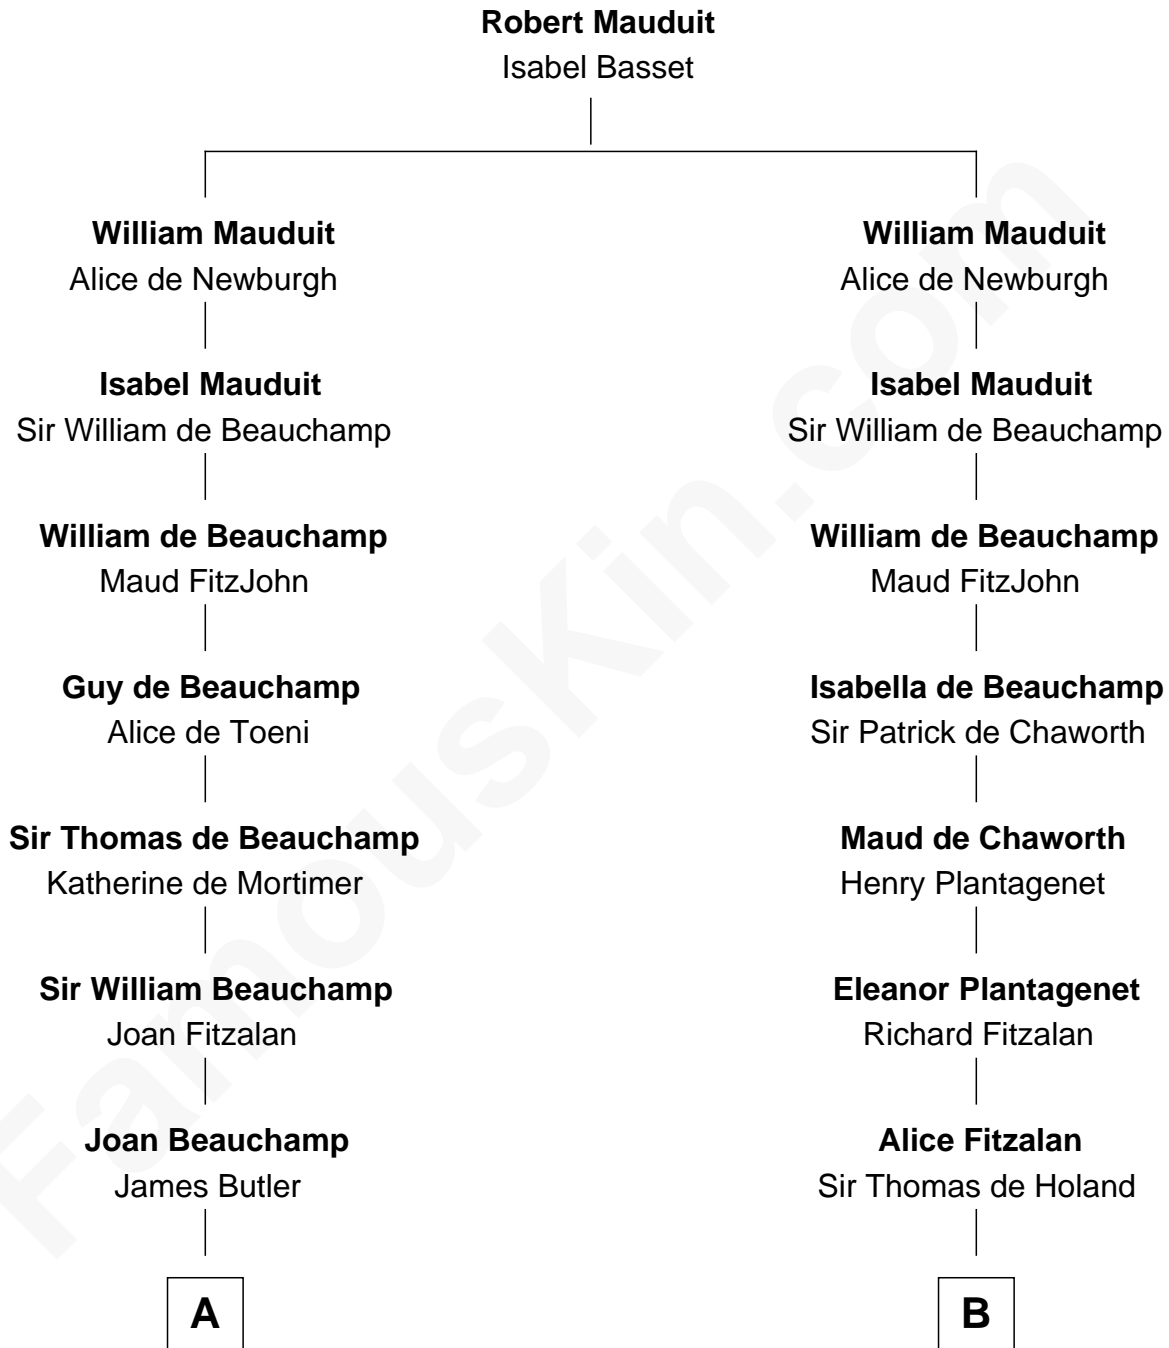 Robert Mauduit
Isabel Basset
William Mauduit
Alice de Newburgh
Isabel Mauduit
Sir William de Beauchamp
William de Beauchamp
Maud FitzJohn
Guy de Beauchamp
Alice de Toeni
Sir Thomas de Beauchamp
Katherine de Mortimer
Sir William Beauchamp
Joan Fitzalan
Joan Beauchamp
James Butler
A
William Mauduit
Alice de Newburgh
Isabel Mauduit
Sir William de Beauchamp
William de Beauchamp
Maud FitzJohn
Isabella de Beauchamp
Sir Patrick de Chaworth
Maud de Chaworth
Henry Plantagenet
Eleanor Plantagenet
Richard Fitzalan
Alice Fitzalan
Sir Thomas de Holand
B
FamousKin.com